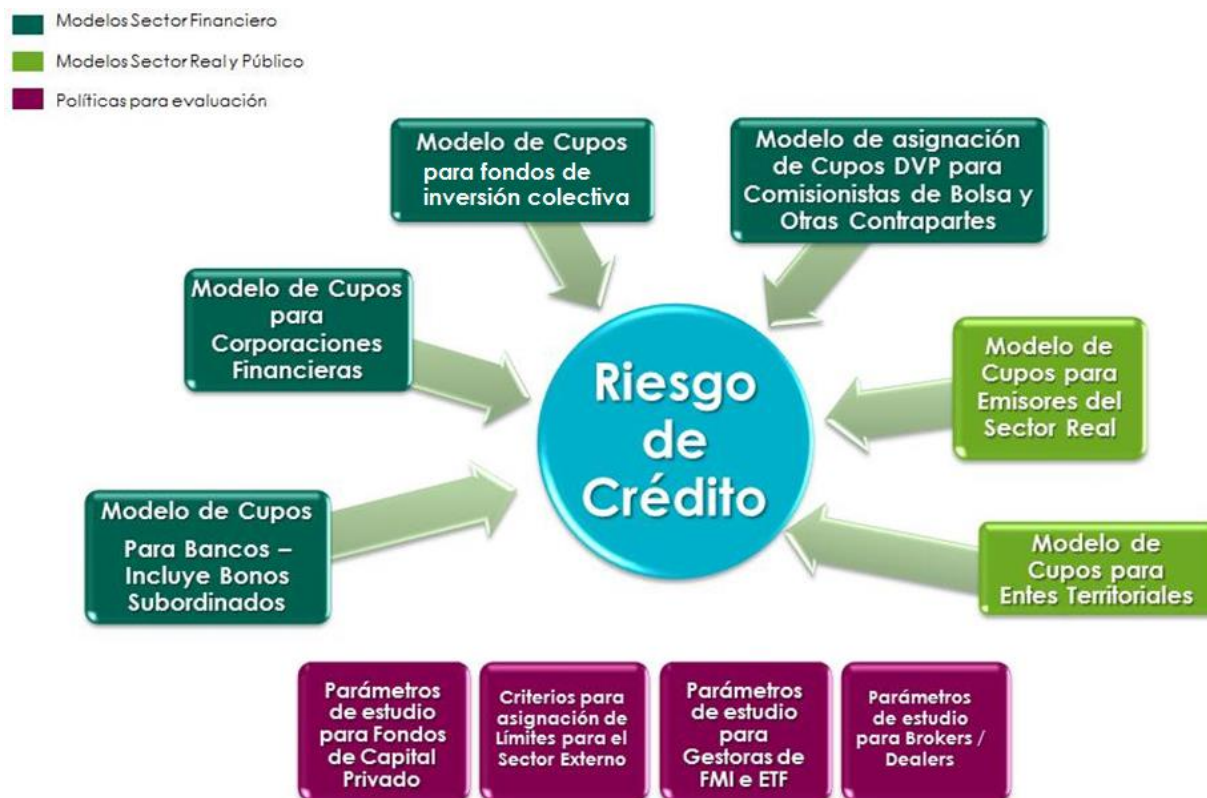 Modelos Sector Financiero
Modelos Sector Real y Público
Políticas para evaluación
Modelo de Cupos
para fondos de
inversión colectiva
Modelo de asignación
de Cupos DVP para
Comisionistas de Bolsa y
Otras Contrapartes
Modelo de Cupos
para
Corporaciones
Financieras
Modelo de
Cupos para
Emisores del
Sector Real
Riesgo
de
Crédito
Modelo de Cupos
Para Bancos –
Incluye Bonos
Subordinados
Modelo de
Cupos para
Entes Territoriales
Parámetros
de estudio
para Fondos
de Capital
Privado
Criterios para
asignación de
Límites para el
Sector Externo
Parámetros
de estudio
para
Gestoras de
FMI e ETF
Parámetros
de estudio
para Brokers /
Dealers